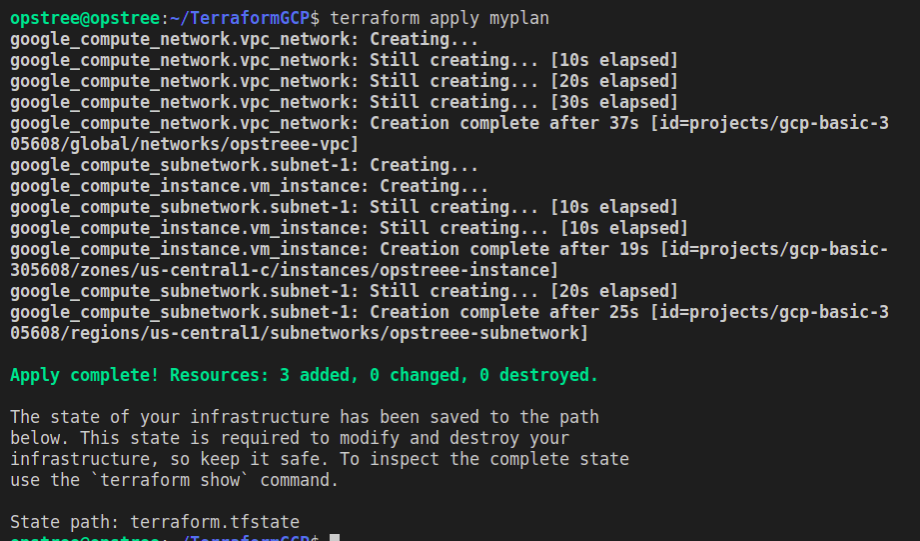 opstree@opstree:~/TerraformGCP$ terraform apply myplan
google_compute_network.vpc_network: Creating...
google_compute_network.vpc_network: Still creating... [10s elapsed]
google_compute_network.vpc_network: Still creating... [20s elapsed]
google_compute_network.vpc_network: Still creating... [30s elapsed]
google_compute_network.vpc_network: Creation complete after 37s [id=projects/gcp-basic-3
05608/global/networks/opstreee-vpc]
google_compute_subnetwork.subnet-1: Creating...
google_compute_instance.vm_instance: Creating...
google_compute_subnetwork.subnet-1: Still creating... [10s elapsed]
google_compute_instance.vm_instance: Still creating... [10s elapsed]
google_compute_instance.vm_instance: Creation complete after 19s [id=projects/gcp-basic-
305608/zones/us-central1-c/instances/opstreee-instance]
google_compute_subnetwork.subnet-1: Still creating... [20s elapsed]
google_compute_subnetwork.subnet-1: Creation complete after 25s [id=projects/gcp-basic-3
05608/regions/us-central1/subnetworks/opstreee-subnetwork]
Apply complete! Resources: 3 added, 0 changed, 0 destroyed.
The state of your infrastructure has been saved to the path
below. This state is required to modify and destroy your
infrastructure, so keep it safe. To inspect the complete state
use the `terraform show` command.
State path: terraform.tfstate
opstree@opstree:~/TerraformGCP$